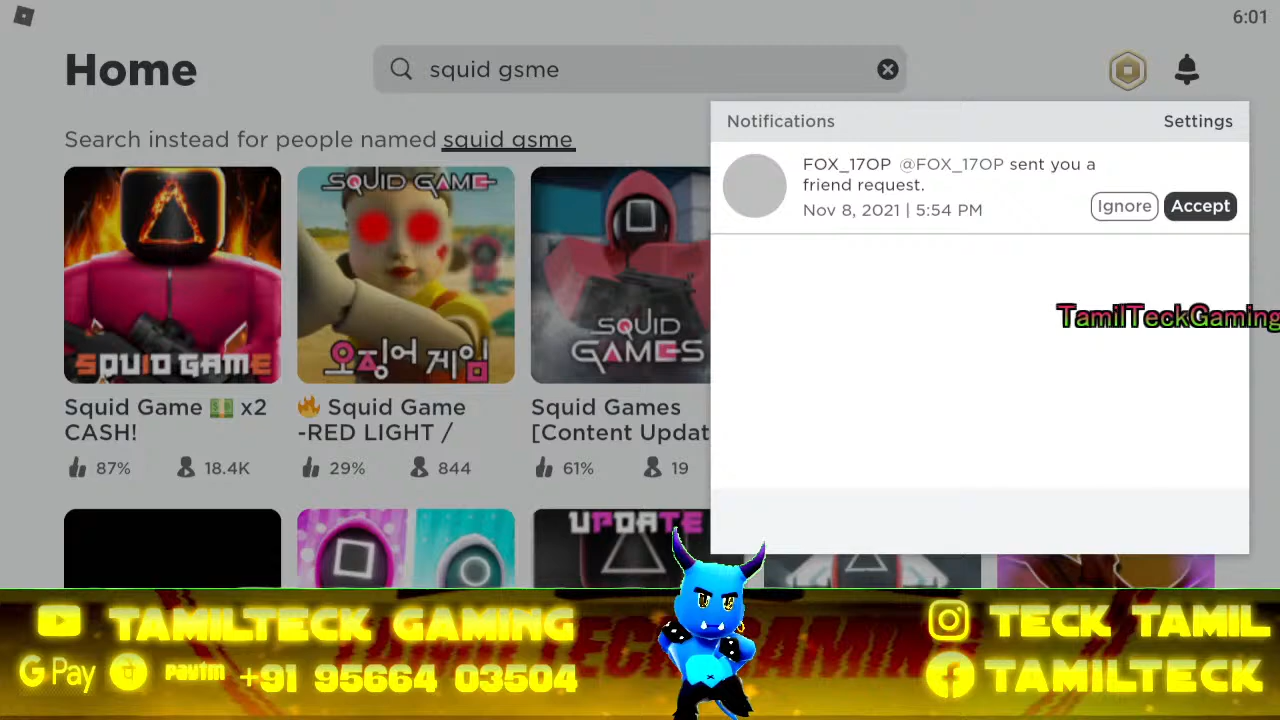 6:01
Home
squid gsme
Notifications
Settings
Search instead for people named squid gsme
FOX_17OP @FOX_17OP sent you a
friend request.
Nov 8, 2021 | 5:54 PM
Ignore
Accept
SQUID GAME
SQUID GAME
오징어 게임
SQUID
GAMES
TamilTeckGaming
Squid Game 💵 x2
CASH!
🔥 Squid Game
-RED LIGHT /
Squid Games
[Content Updat
87%
18.4K
29%
844
61%
19
UPDATE
TAMILTECK GAMING
TECK TAMIL
G Pay
paytm
+91 95664 03504
TAMILTECK
TAMILTECKGAMING